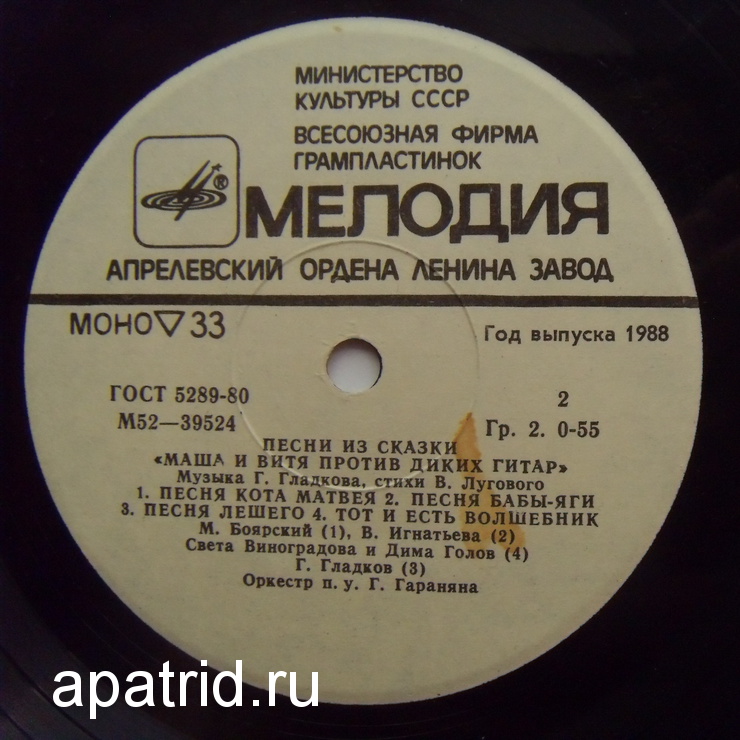 МИНИСТЕРСТВО
КУЛЬТУРЫ СССР
ВСЕСОЮЗНАЯ ФИРМА
ГРАМПЛАСТИНОК
®
МЕЛОДИЯ
АПРЕЛЕВСКИЙ ОРДЕНА ЛЕНИНА ЗАВОД
МОНО ▽ 33
Год выпуска 1988
ГОСТ 5289-80
2
М52—39524
Гр. 2. 0-55
ПЕСНИ ИЗ СКАЗКИ
«МАША И ВИТЯ ПРОТИВ ДИКИХ ГИТАР»
Музыка Г. Гладкова, стихи В. Лугового
1. ПЕСНЯ КОТА МАТВЕЯ 2. ПЕСНЯ БАБЫ-ЯГИ
3. ПЕСНЯ ЛЕШЕГО 4. ТОТ И ЕСТЬ ВОЛШЕБНИК
М. Боярский (1), В. Игнатьева (2)
Света Виноградова и Дима Голов (4)
Г. Гладков (3)
Оркестр п. у. Г. Гараняна
apatrid.ru